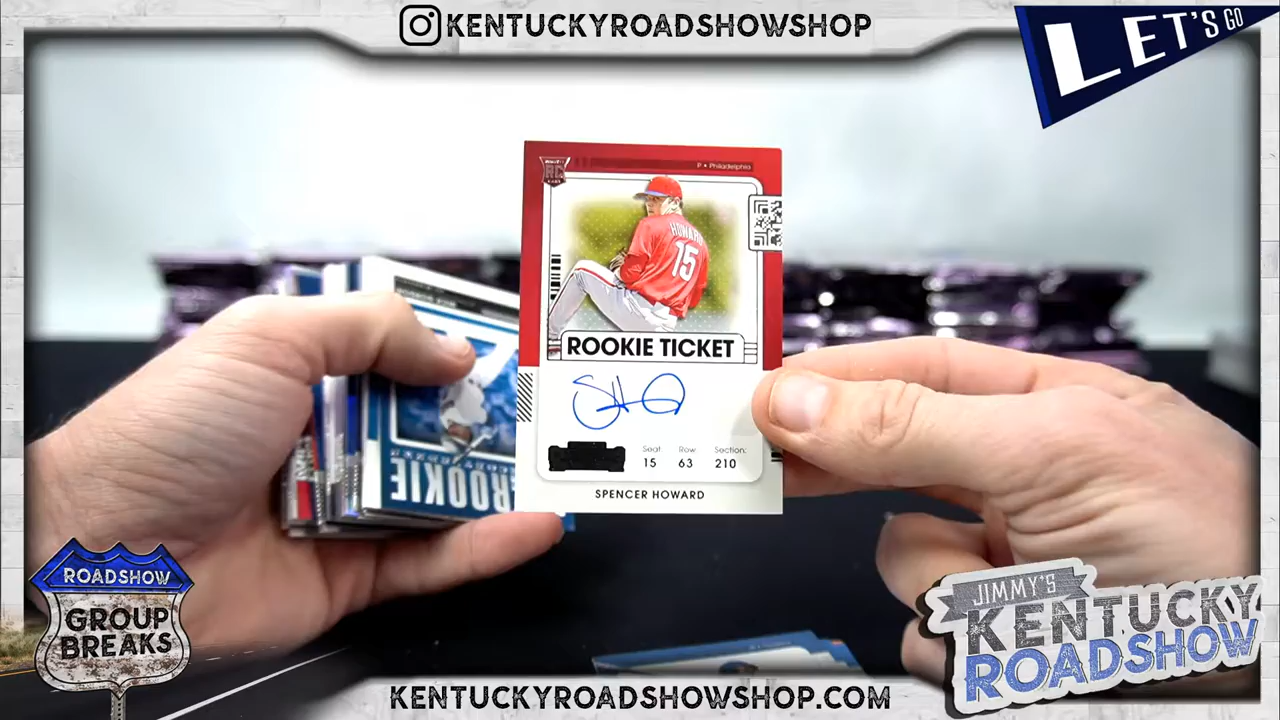 KENTUCKYROADSHOWSHOP
LET'S GO
RC
P • Philadelphia
HOWARD
15
ROOKIE TICKET
Seat Row Section:
15 63 210
SPENCER HOWARD
ROOKIE
ROADSHOW
GROUP
BREAKS
JIMMY'S
KENTUCKY
ROADSHOW
KENTUCKYROADSHOWSHOP.COM